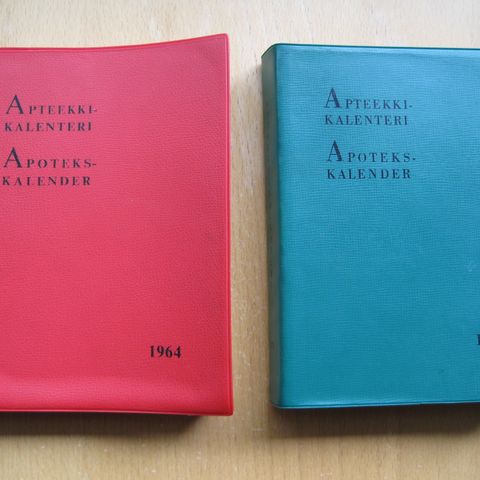 APTEEKKI-
KALENTERI
APOTEKS-
KALENDER
1964
APTEEKKI-
KALENTERI
APOTEKS-
KALENDER